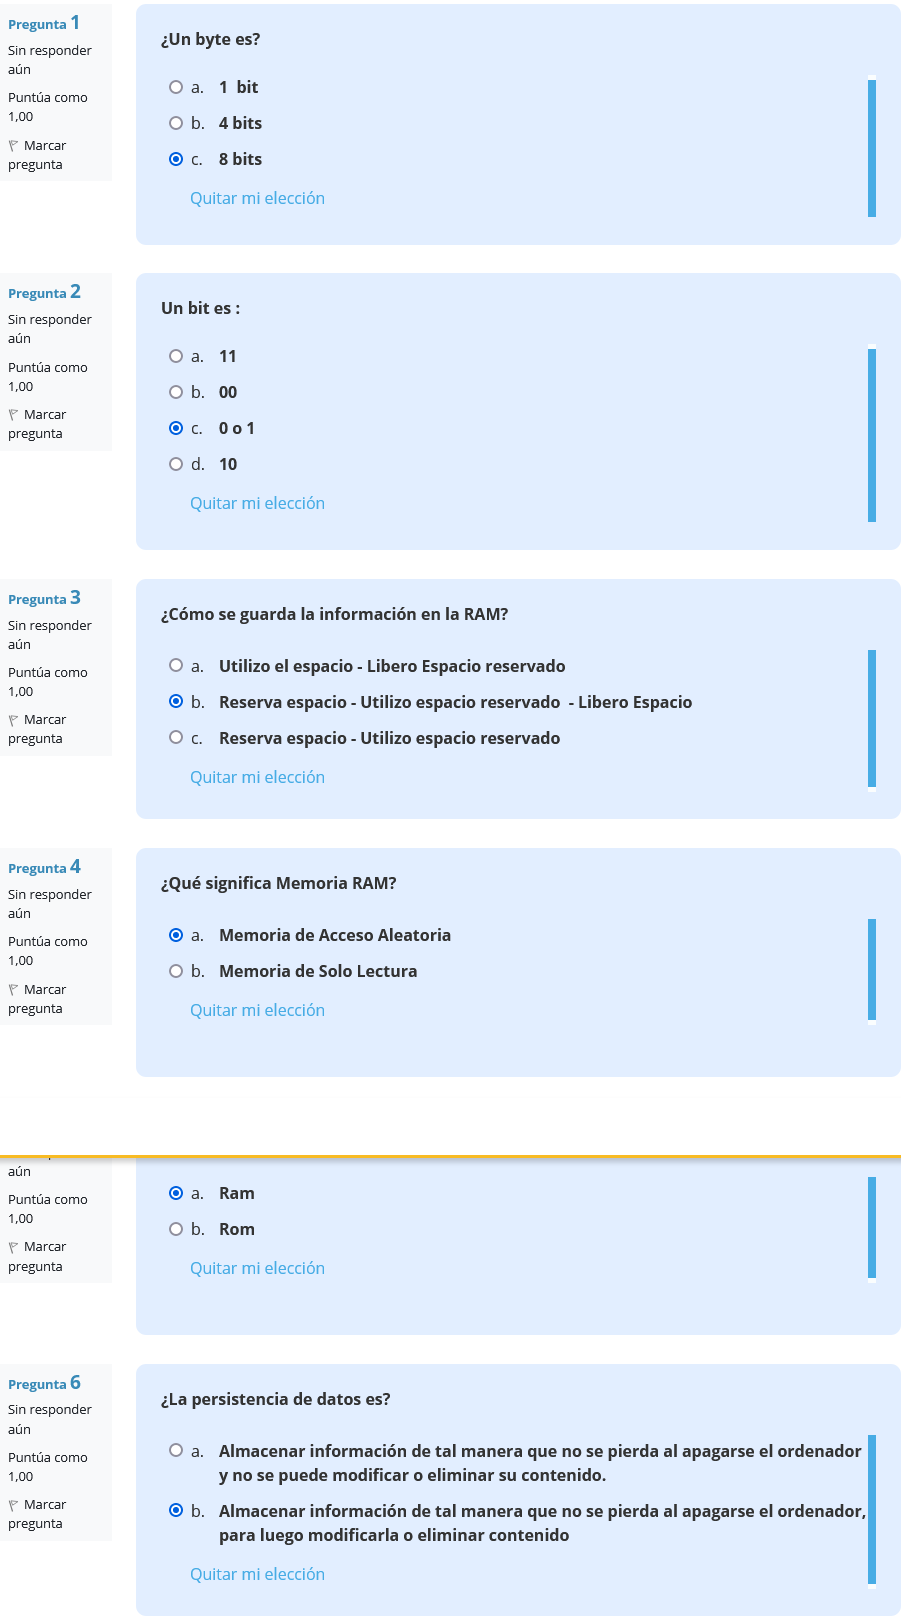 Pregunta 1
Sin responder
aún
Puntúa como
1,00
Marcar
pregunta
¿Un byte es?
a. 1 bit
b. 4 bits
c. 8 bits
Quitar mi elección
Pregunta 2
Sin responder
aún
Puntúa como
1,00
Marcar
pregunta
Un bit es :
a. 11
b. 00
c. 0 o 1
d. 10
Quitar mi elección
Pregunta 3
Sin responder
aún
Puntúa como
1,00
Marcar
pregunta
¿Cómo se guarda la información en la RAM?
a. Utilizo el espacio - Libero Espacio reservado
b. Reserva espacio - Utilizo espacio reservado - Libero Espacio
c. Reserva espacio - Utilizo espacio reservado
Quitar mi elección
Pregunta 4
Sin responder
aún
Puntúa como
1,00
Marcar
pregunta
¿Qué significa Memoria RAM?
a. Memoria de Acceso Aleatoria
b. Memoria de Solo Lectura
Quitar mi elección
aún
Puntúa como
1,00
Marcar
pregunta
a. Ram
b. Rom
Quitar mi elección
Pregunta 6
Sin responder
aún
Puntúa como
1,00
Marcar
pregunta
¿La persistencia de datos es?
a. Almacenar información de tal manera que no se pierda al apagarse el ordenador
y no se puede modificar o eliminar su contenido.
b. Almacenar información de tal manera que no se pierda al apagarse el ordenador,
para luego modificarla o eliminar contenido
Quitar mi elección